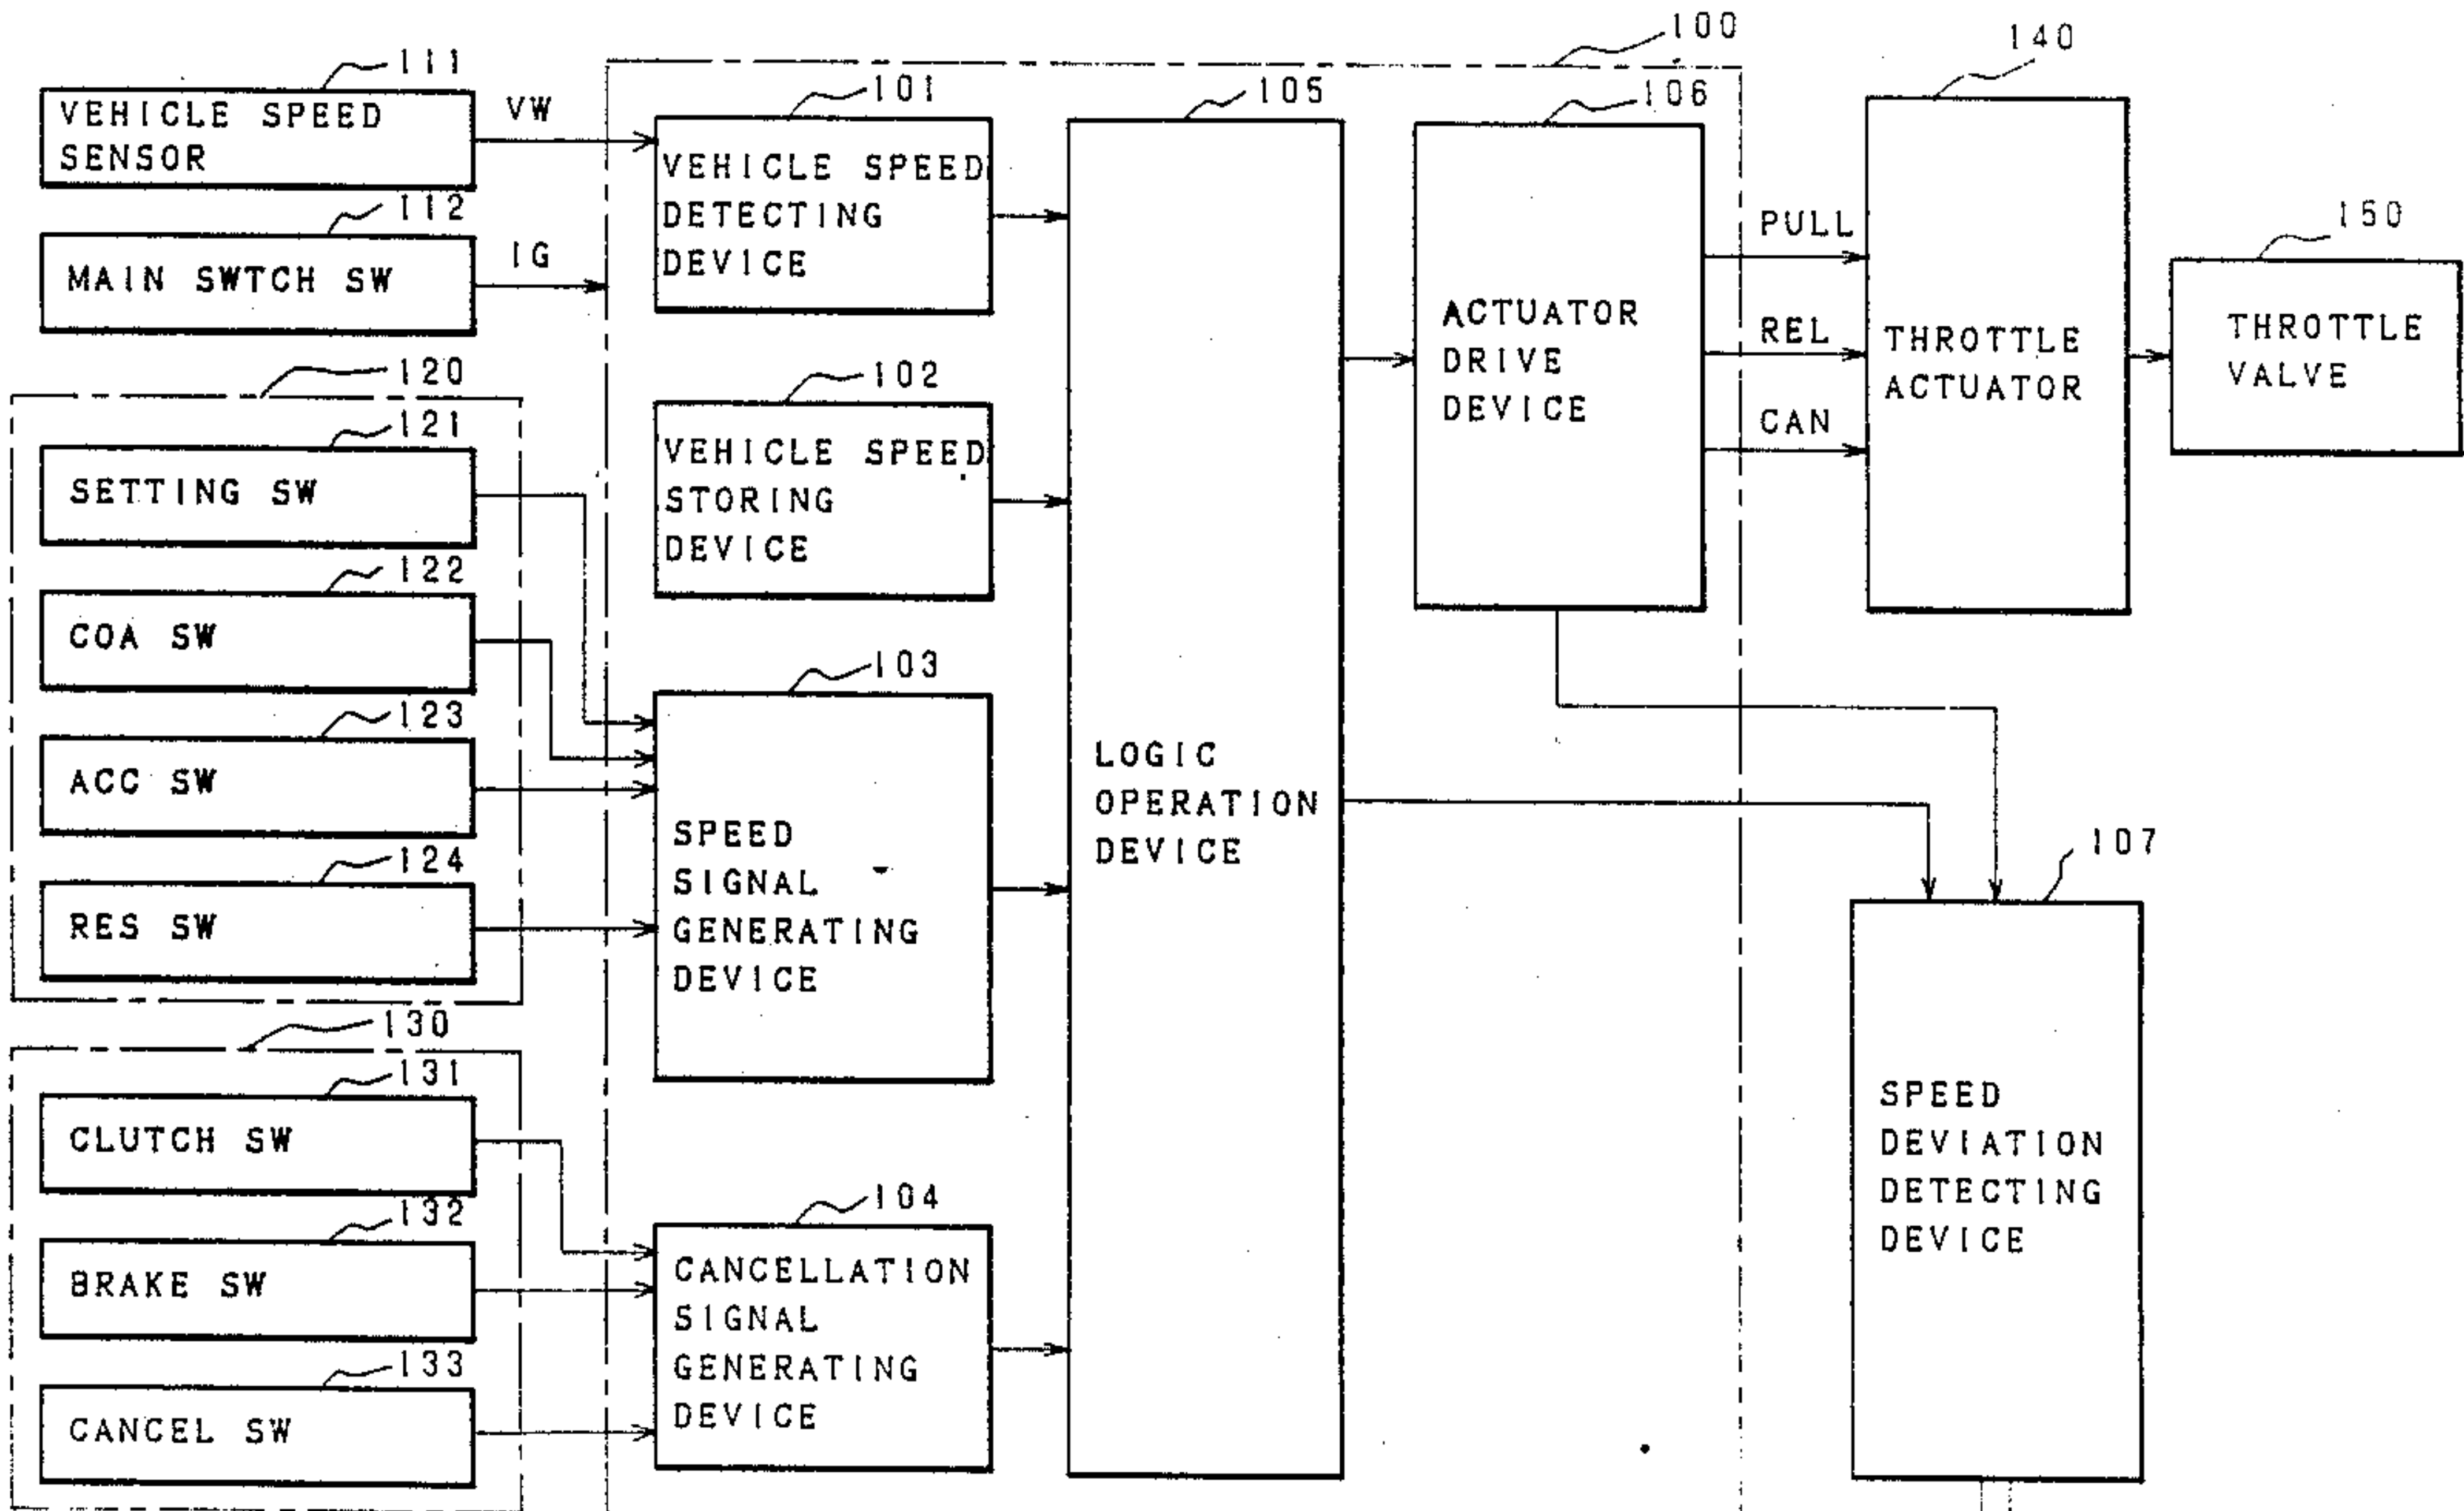 111
VEHICLE SPEED
SENSOR
VW
112
MAIN SWTCH SW
IG
120
121
SETTING SW
122
COA SW
123
ACC SW
124
RES SW
130
131
CLUTCH SW
132
BRAKE SW
133
CANCEL SW
100
101
VEHICLE SPEED
DETECTING
DEVICE
102
VEHICLE SPEED
STORING
DEVICE
103
SPEED
SIGNAL
GENERATING
DEVICE
104
CANCELLATION
SIGNAL
GENERATING
DEVICE
105
LOGIC
OPERATION
DEVICE
106
ACTUATOR
DRIVE
DEVICE
PULL
REL
CAN
140
THROTTLE
ACTUATOR
150
THROTTLE
VALVE
107
SPEED
DEVIATION
DETECTING
DEVICE